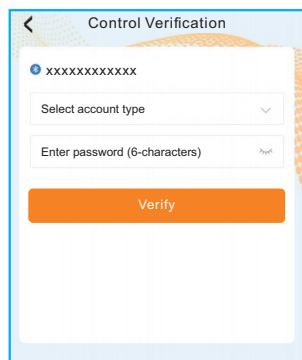 Control Verification
xxxxxxxxxxxx
Select account type
Enter password (6-characters)
Verify